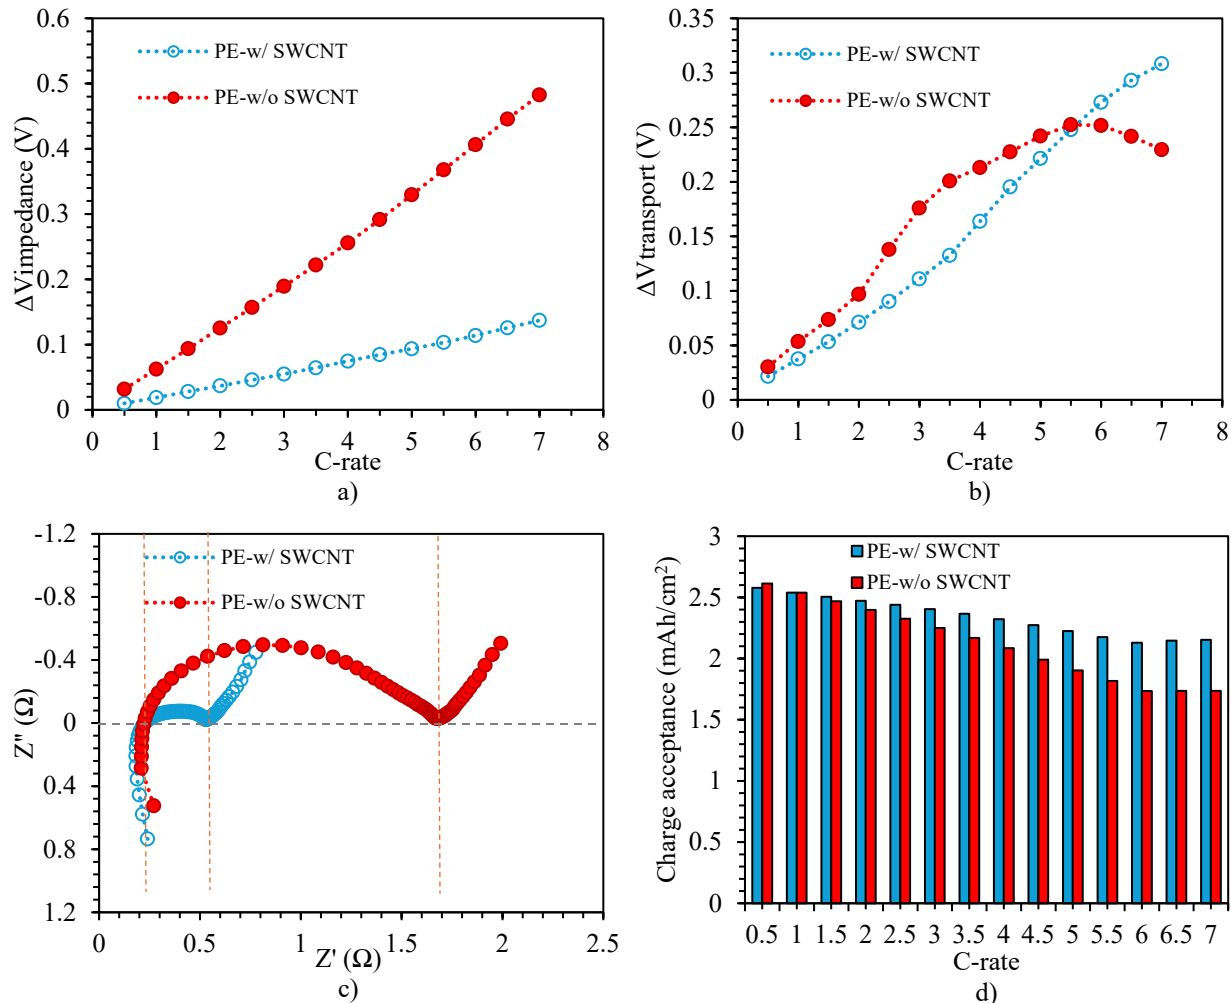 0.6
0.5
0.4
0.3
0.2
0.1
0
ΔVimpedance (V)
PE-w/ SWCNT
PE-w/o SWCNT
0 1 2 3 4 5 6 7 8
C-rate
a)
0.35
0.3
0.25
0.2
0.15
0.1
0.05
0
ΔVtransport (V)
PE-w/ SWCNT
PE-w/o SWCNT
0 1 2 3 4 5 6 7 8
C-rate
b)
-1.2
-0.8
-0.4
0
0.4
0.8
1.2
Z" (Ω)
PE-w/ SWCNT
PE-w/o SWCNT
0 0.5 1 1.5 2 2.5
Z' (Ω)
c)
3
2.5
2
1.5
1
0.5
0
Charge acceptance (mAh/cm²)
PE-w/ SWCNT
PE-w/o SWCNT
0.5 1 1.5 2 2.5 3 3.5 4 4.5 5 5.5 6 6.5 7
C-rate
d)